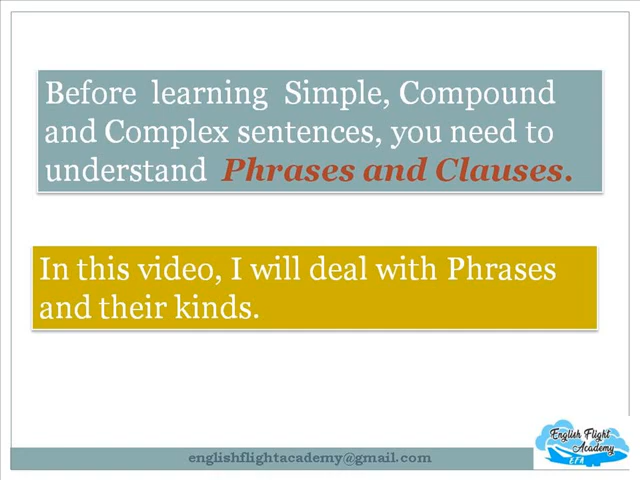 Before learning Simple, Compound
and Complex sentences, you need to
understand Phrases and Clauses.
In this video, I will deal with Phrases
and their kinds.
English Flight
Academy
EFA
englishflightacademy@gmail.com